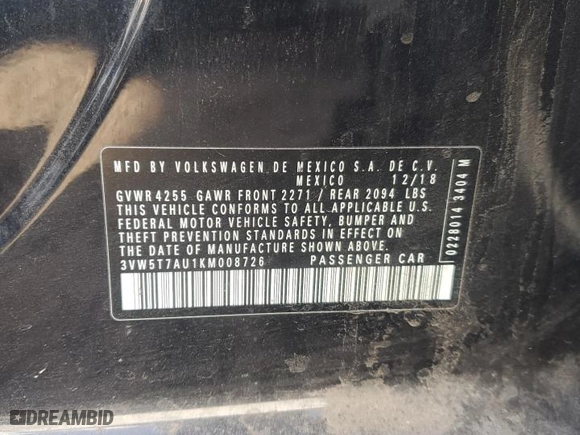 MFD BY VOLKSWAGEN DE MEXICO S.A. DE C.V.
MEXICO 12/18
GVWR 4255 GAWR FRONT 2271 / REAR 2094 LBS
THIS VEHICLE CONFORMS TO ALL APPLICABLE U.S.
FEDERAL MOTOR VEHICLE SAFETY, BUMPER AND
THEFT PREVENTION STANDARDS IN EFFECT ON
THE DATE OF MANUFACTURE SHOWN ABOVE.
3VW5T7AU1KM008726 PASSENGER CAR
0228014 3404 M
DREAMBID